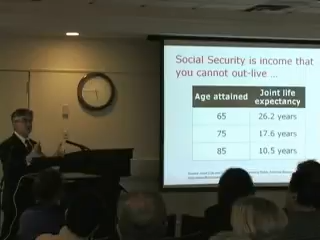 Social Security is income that
you cannot out-live ...
Age attained Joint life
expectancy
65 26.2 years
75 17.6 years
85 10.5 years